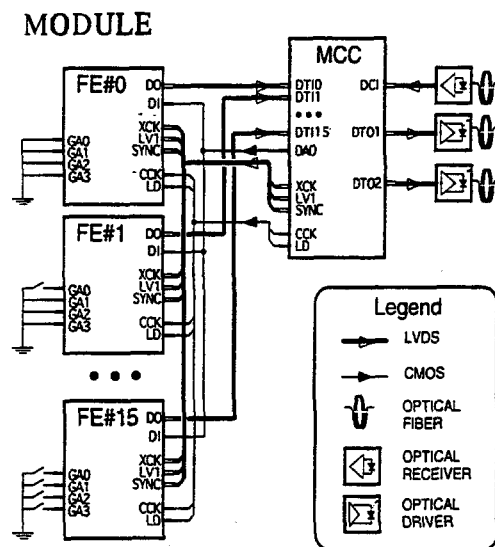 MODULE
FE#0
DO
DI
XCK
LV1
SYNC
CCK
LD
GA0
GA1
GA2
GA3
FE#1
DO
DI
XCK
LV1
SYNC
CCK
LD
GA0
GA1
GA2
GA3
FE#15
DO
DI
XCK
LV1
SYNC
CCK
LD
GA0
GA1
GA2
GA3
MCC
DTI0
DTI1
DTI15
DAO
XCK
LV1
SYNC
CCK
LD
DCI
DTO1
DTO2
Legend
LVDS
CMOS
OPTICAL
FIBER
OPTICAL
RECEIVER
OPTICAL
DRIVER